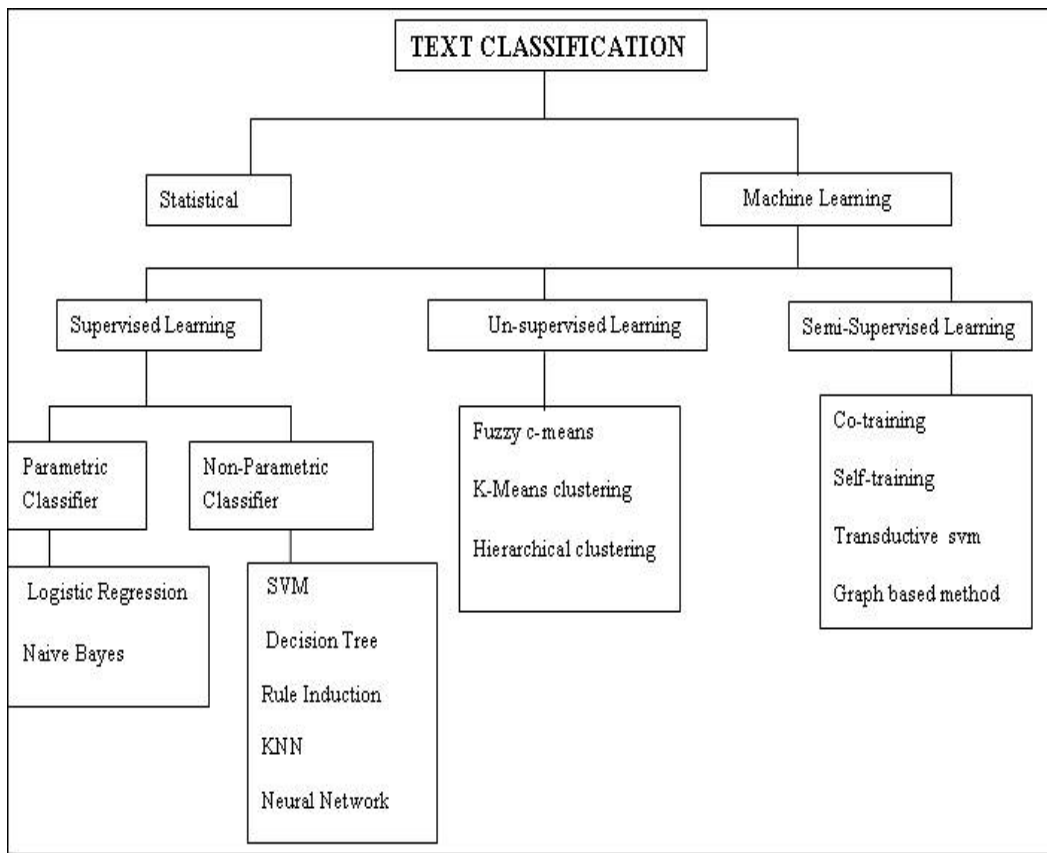 TEXT CLASSIFICATION
Statistical
Machine Learning
Supervised Learning
Un-supervised Learning
Semi-Supervised Learning
Parametric
Classifier
Non-Parametric
Classifier
Logistic Regression
Naive Bayes
SVM
Decision Tree
Rule Induction
KNN
Neural Network
Fuzzy c-means
K-Means clustering
Hierarchical clustering
Co-training
Self-training
Transductive svm
Graph based method